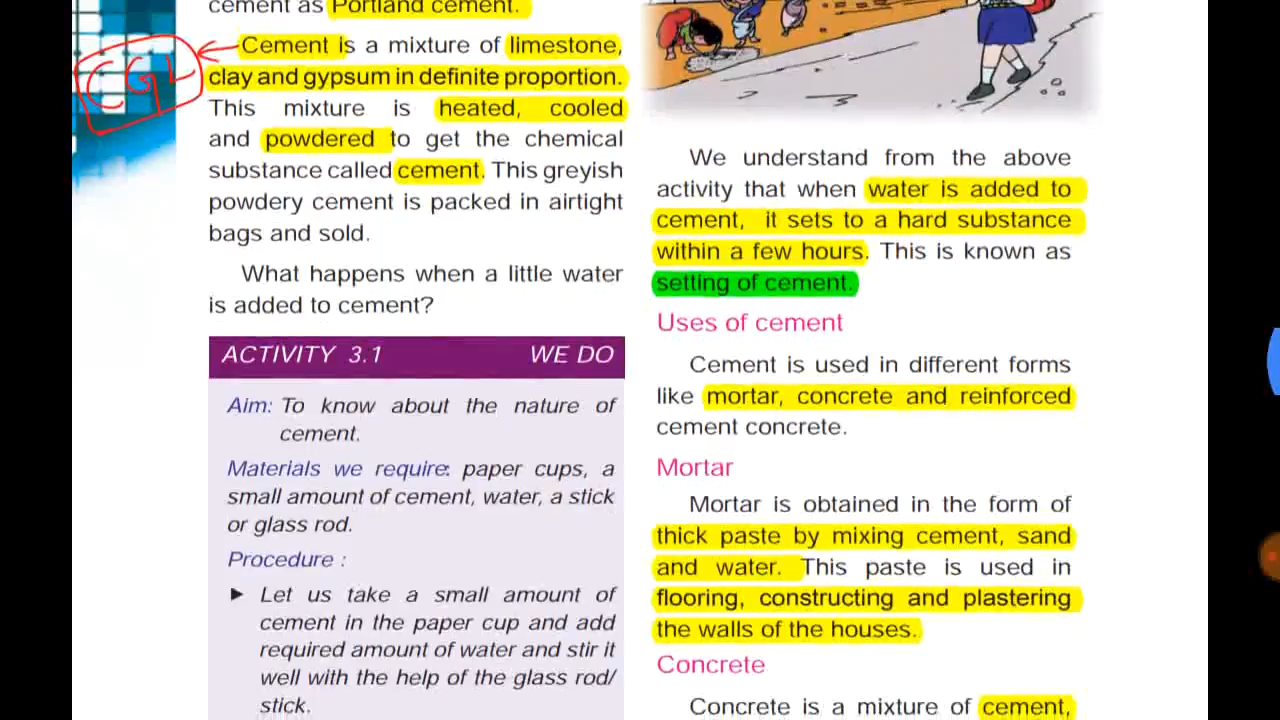 cement as Portland cement.
CGL
Cement is a mixture of limestone,
clay and gypsum in definite proportion.
This mixture is heated, cooled
and powdered to get the chemical
substance called cement. This greyish
powdery cement is packed in airtight
bags and sold.
What happens when a little water
is added to cement?
ACTIVITY 3.1 WE DO
Aim: To know about the nature of
cement.
Materials we require: paper cups, a
small amount of cement, water, a stick
or glass rod.
Procedure :
► Let us take a small amount of
cement in the paper cup and add
required amount of water and stir it
well with the help of the glass rod/
stick.
We understand from the above
activity that when water is added to
cement, it sets to a hard substance
within a few hours. This is known as
setting of cement.
Uses of cement
Cement is used in different forms
like mortar, concrete and reinforced
cement concrete.
Mortar
Mortar is obtained in the form of
thick paste by mixing cement, sand
and water. This paste is used in
flooring, constructing and plastering
the walls of the houses.
Concrete
Concrete is a mixture of cement,